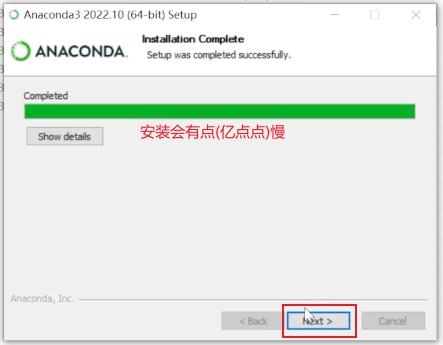 Anaconda3 2022.10 (64-bit) Setup
ANACONDA.
Installation Complete
Setup was completed successfully.
Completed
Show details
安装会有点(亿点点)慢
Anaconda, Inc.
< Back
Next >
Cancel